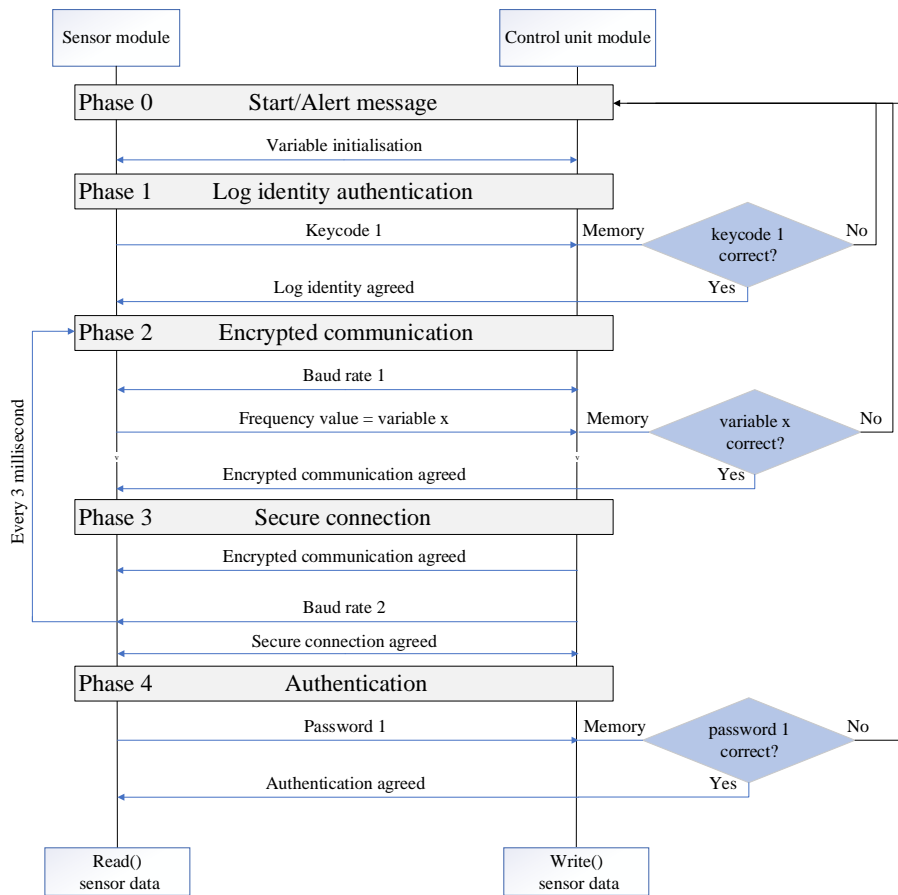 Sensor module
Control unit module
Phase 0 Start/Alert message
Variable initialisation
Phase 1 Log identity authentication
Keycode 1
Memory
keycode 1
correct?
No
Log identity agreed
Yes
Phase 2 Encrypted communication
Baud rate 1
Frequency value = variable x
Memory
variable x
correct?
No
Encrypted communication agreed
Yes
Every 3 millisecond
Phase 3 Secure connection
Encrypted communication agreed
Baud rate 2
Secure connection agreed
Phase 4 Authentication
Password 1
Memory
password 1
correct?
No
Authentication agreed
Yes
Read()
sensor data
Write()
sensor data